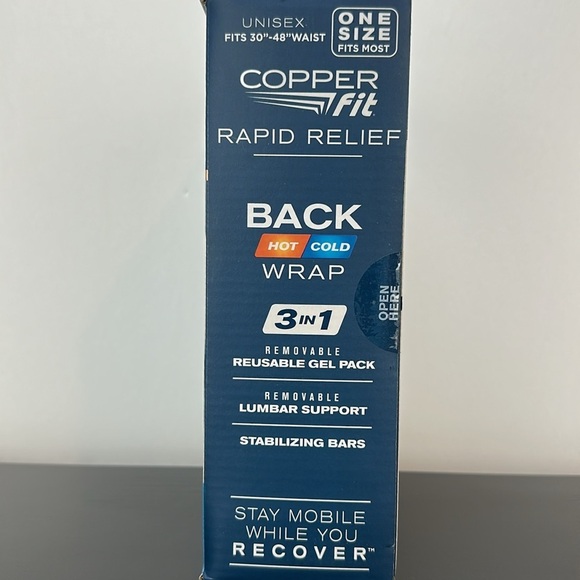 UNISEX
FITS 30"-48" WAIST
ONE
SIZE
FITS MOST
COPPER
Fit
RAPID RELIEF
BACK
HOT COLD
WRAP
3 IN 1
REMOVABLE
REUSABLE GEL PACK
REMOVABLE
LUMBAR SUPPORT
STABILIZING BARS
OPEN
HERE
STAY MOBILE
WHILE YOU
RECOVER™